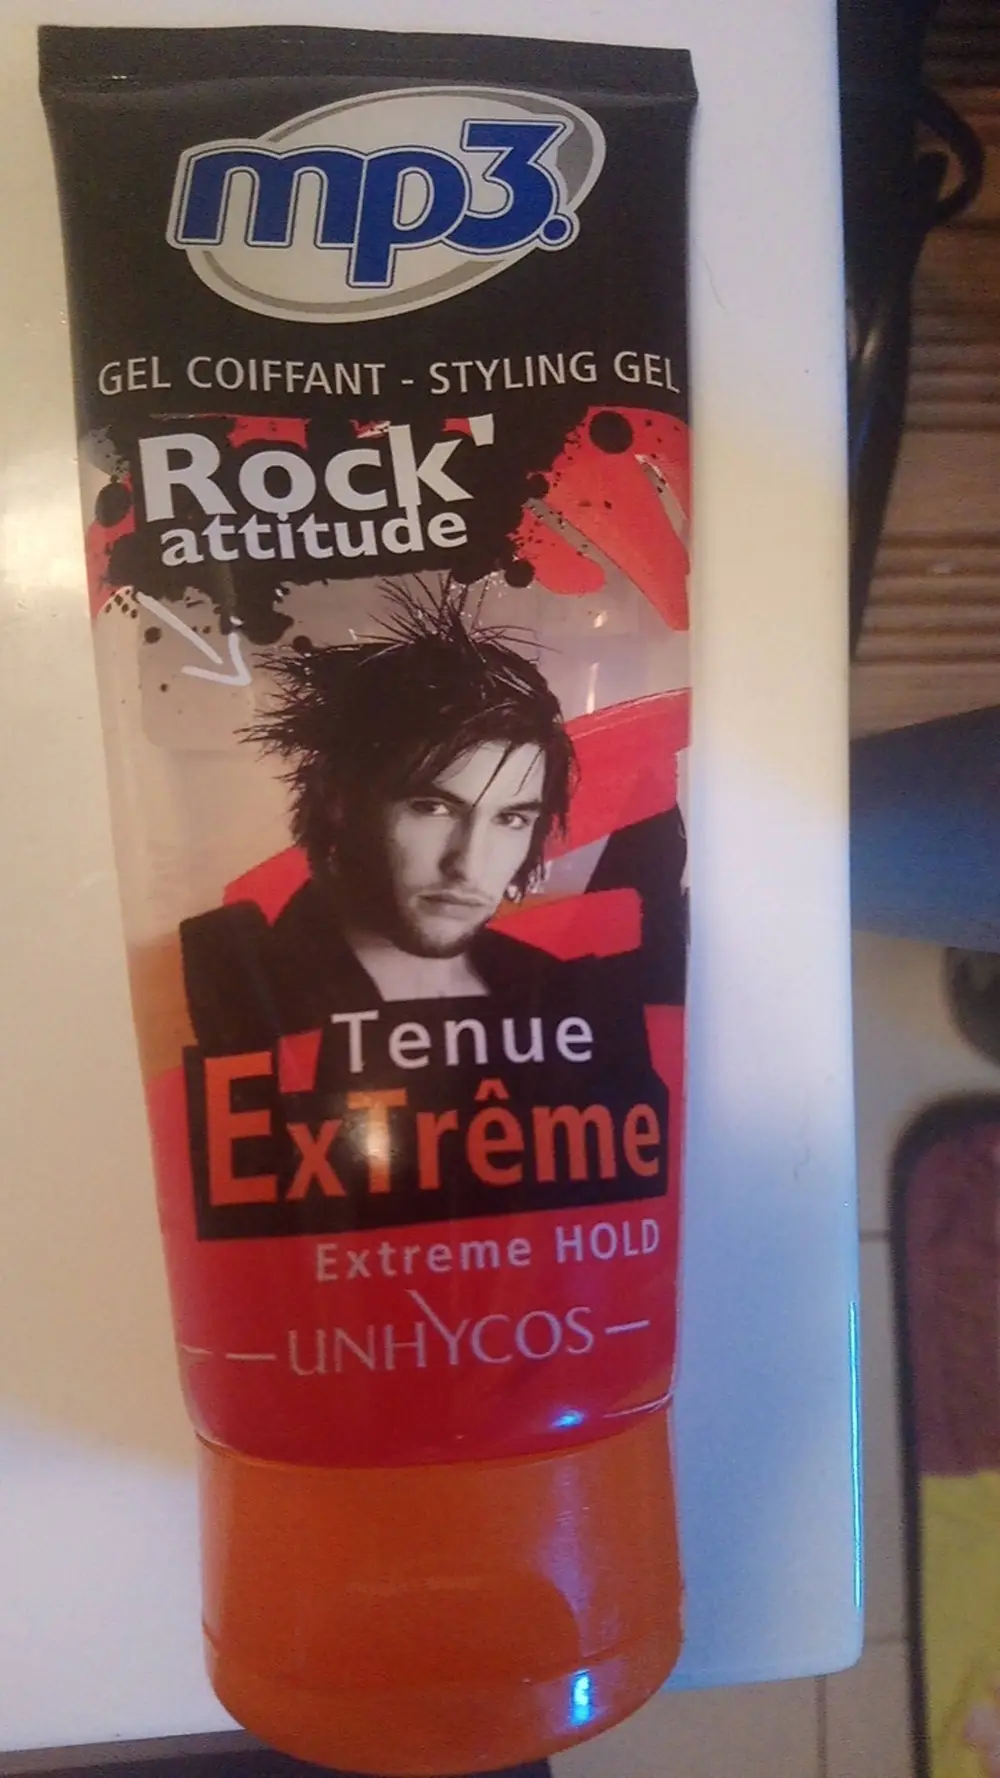 mp3.
GEL COIFFANT - STYLING GEL
Rock'
attitude
Tenue
ExTrême
Extreme HOLD
UNHYCOS